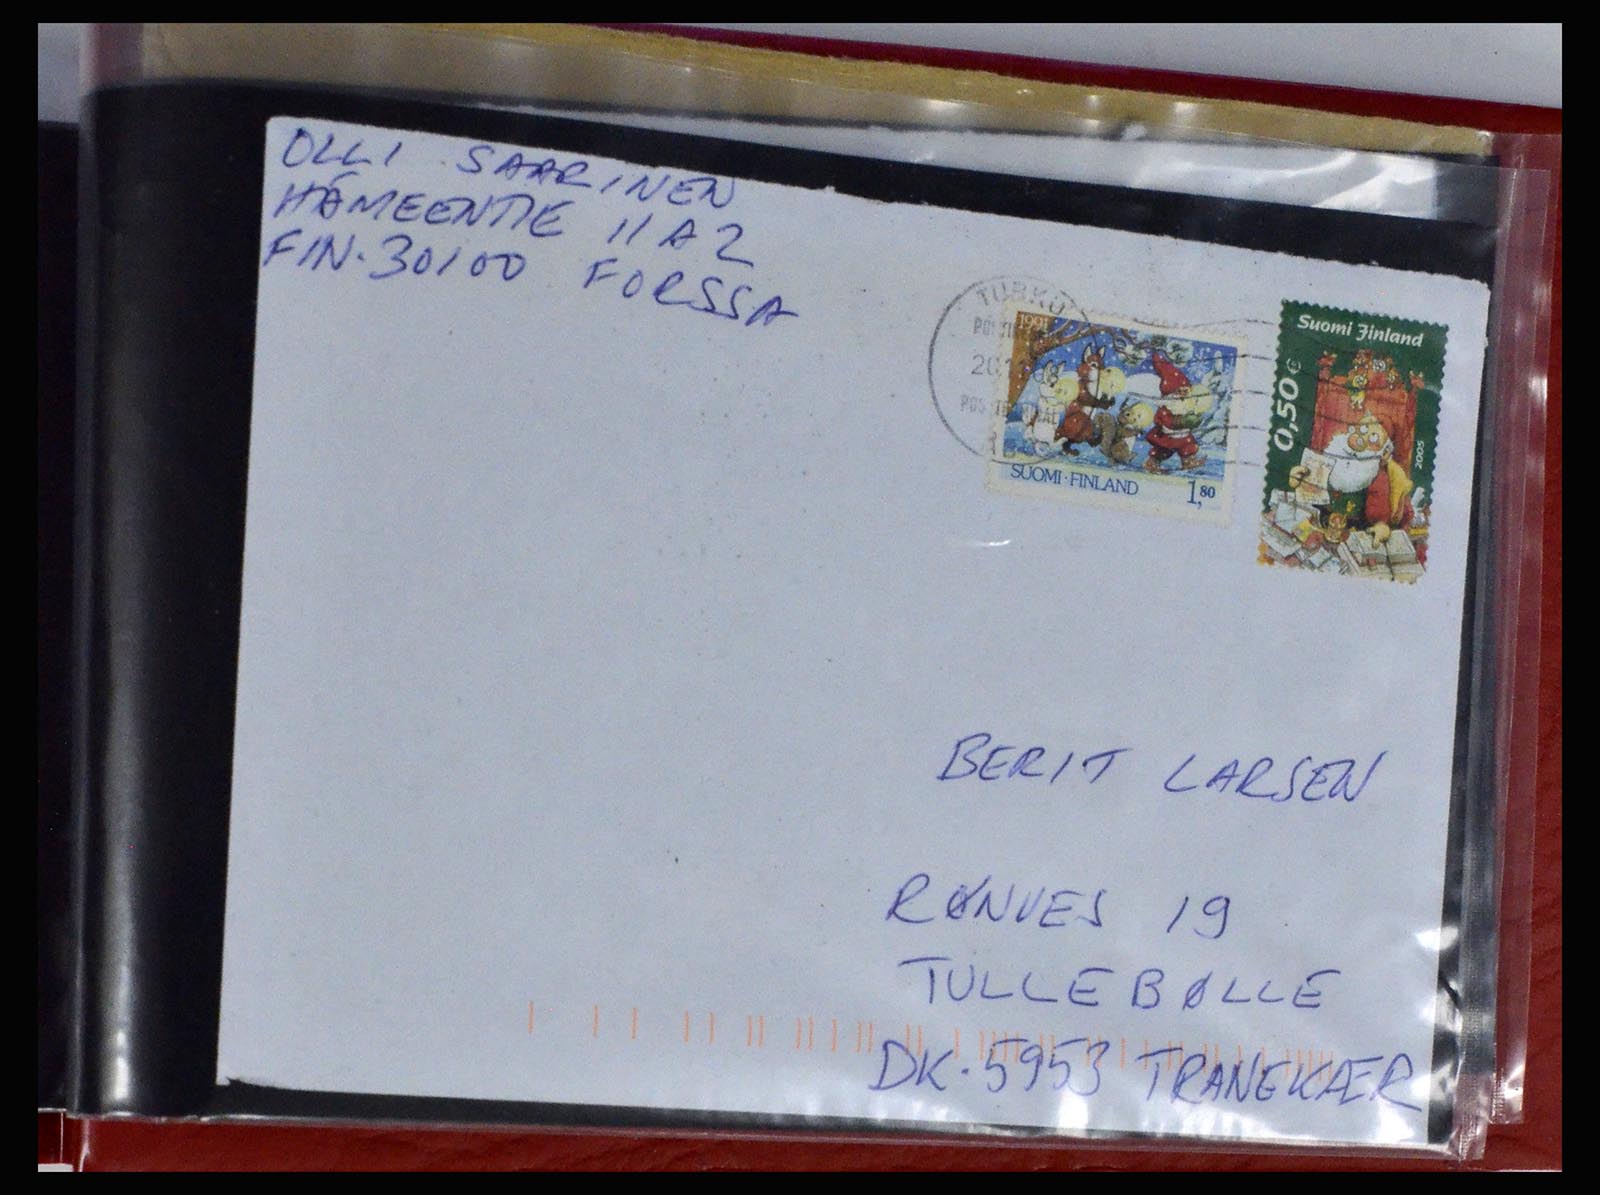 OLLI SAARINEN
HÄMEENTIE 11 A 2
FIN-30100 FORSSA
TURKU
1991
SUOMI·FINLAND
1,80
Suomi Finland
0,50 €
2005
BERIT LARSEN
RØNVES 19
TULLEBØLLE
DK-5953 TRANEKÆR